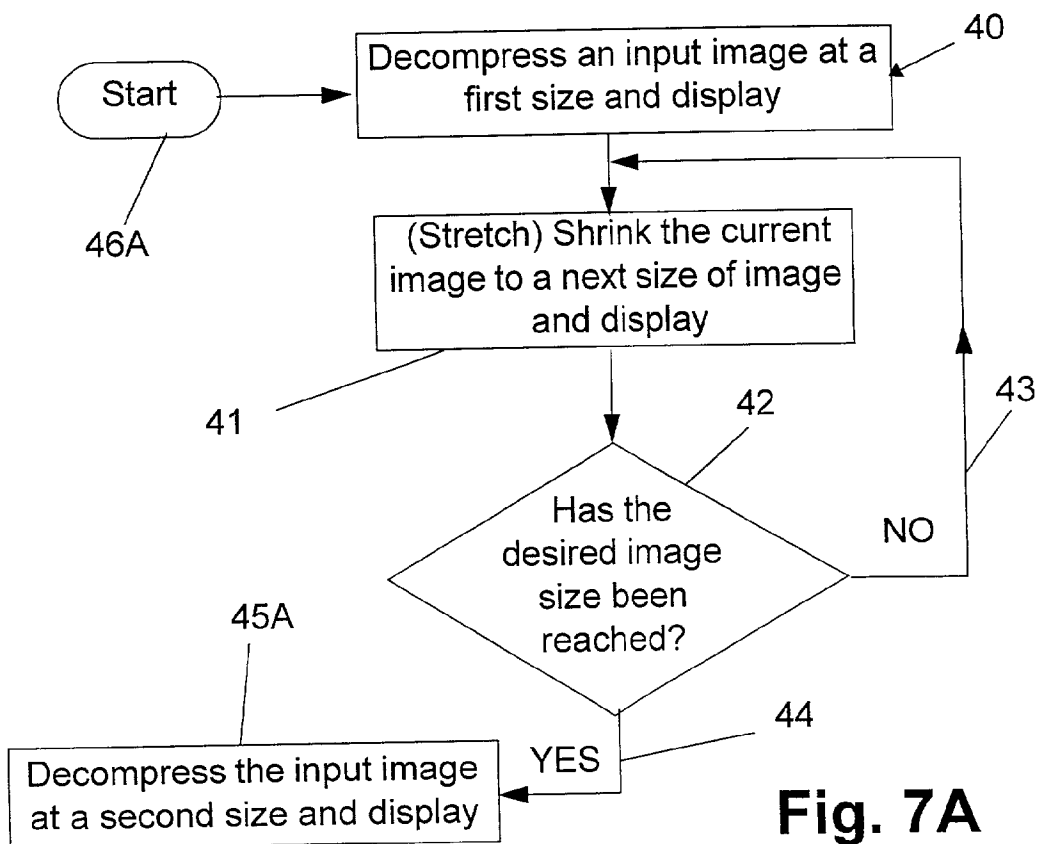 40
Decompress an input image at a
first size and display
Start
46A
(Stretch) Shrink the current
image to a next size of image
and display
41
42
43
Has the
desired image
size been
reached?
NO
45A
44
YES
Decompress the input image
at a second size and display
Fig. 7A